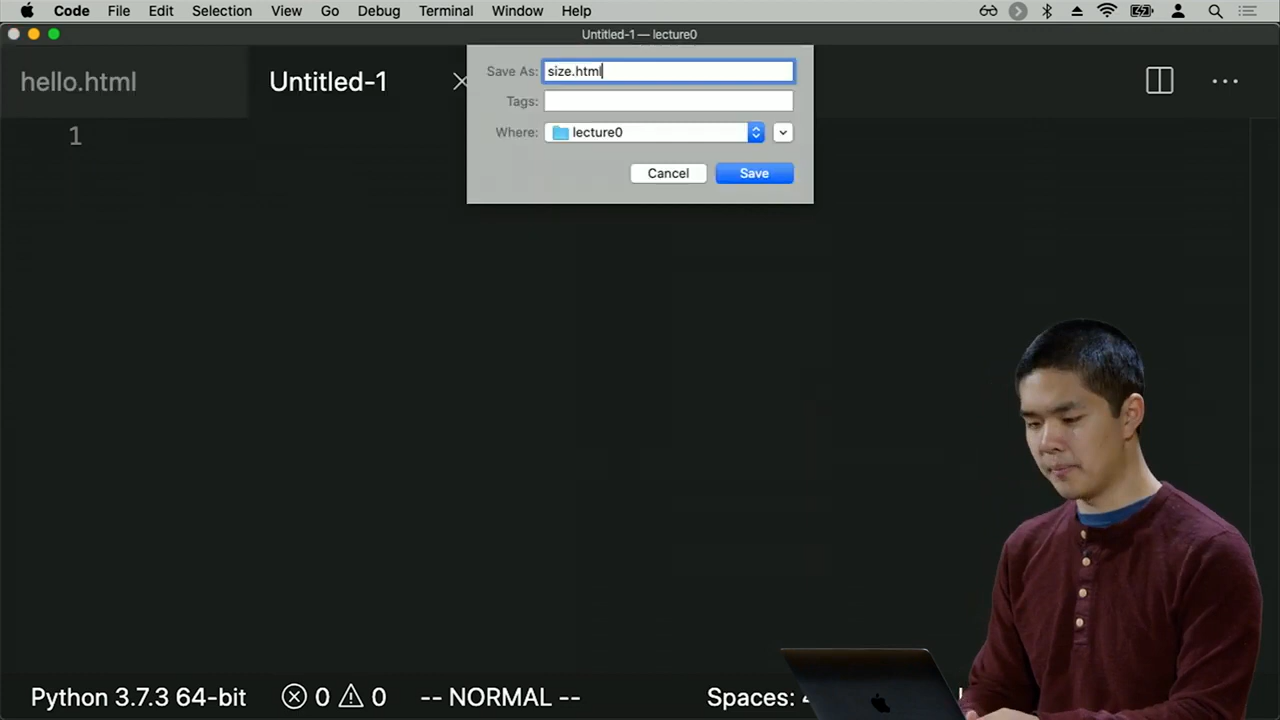 Code File Edit Selection View Go Debug Terminal Window Help
Untitled-1 — lecture0
hello.html Untitled-1
Save As: size.html
Tags:
Where: lecture0
Cancel Save
1
Python 3.7.3 64-bit 0 0 -- NORMAL -- Spaces: